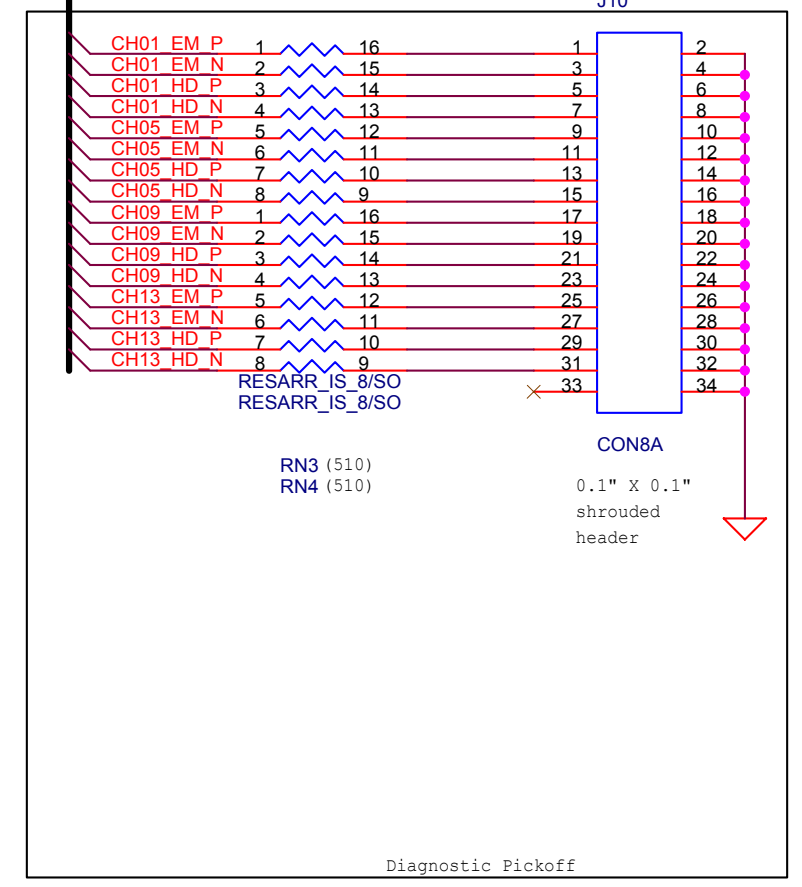 J10
CH01_EM_P 1 16 1 2
CH01_EM_N 2 15 3 4
CH01_HD_P 3 14 5 6
CH01_HD_N 4 13 7 8
CH05_EM_P 5 12 9 10
CH05_EM_N 6 11 11 12
CH05_HD_P 7 10 13 14
CH05_HD_N 8 9 15 16
CH09_EM_P 1 16 17 18
CH09_EM_N 2 15 19 20
CH09_HD_P 3 14 21 22
CH09_HD_N 4 13 23 24
CH13_EM_P 5 12 25 26
CH13_EM_N 6 11 27 28
CH13_HD_P 7 10 29 30
CH13_HD_N 8 9 31 32
RESARR_IS_8/SO
33 34
RESARR_IS_8/SO
CON8A
RN3 (510)
RN4 (510)
0.1" X 0.1"
shrouded
header
Diagnostic Pickoff